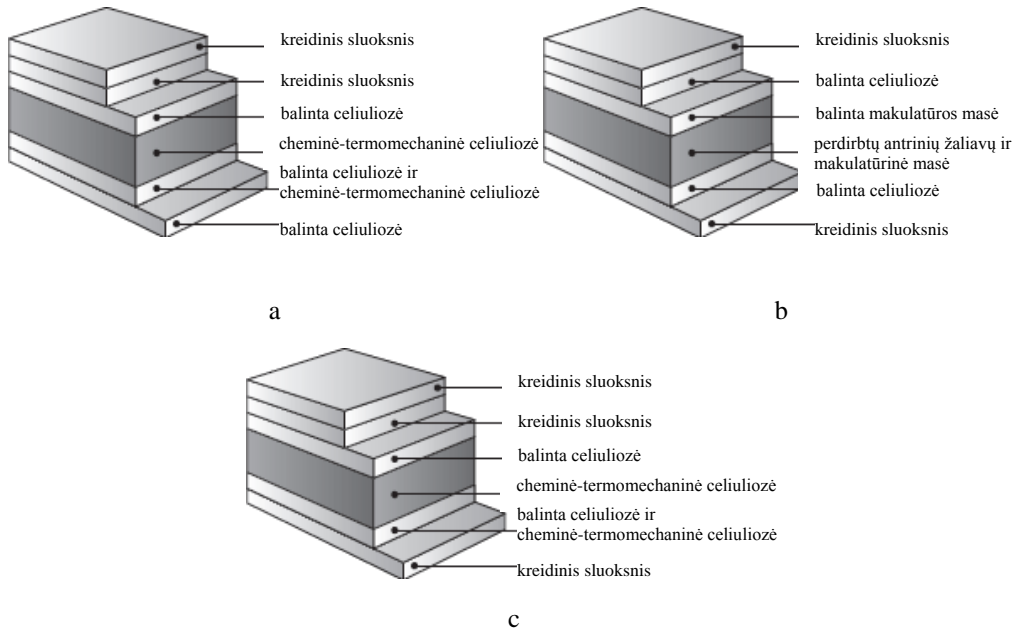 kreidinis sluoksnis
kreidinis sluoksnis
balinta celiuliozė
cheminė-termomechaninė celiuliozė
balinta celiuliozė ir
cheminė-termomechaninė celiuliozė
balinta celiuliozė
a
kreidinis sluoksnis
balinta celiuliozė
balinta makulatūros masė
perdirbtų antrinių žaliavų ir
makulatūrinė masė
balinta celiuliozė
kreidinis sluoksnis
b
kreidinis sluoksnis
kreidinis sluoksnis
balinta celiuliozė
cheminė-termomechaninė celiuliozė
balinta celiuliozė ir
cheminė-termomechaninė celiuliozė
kreidinis sluoksnis
c